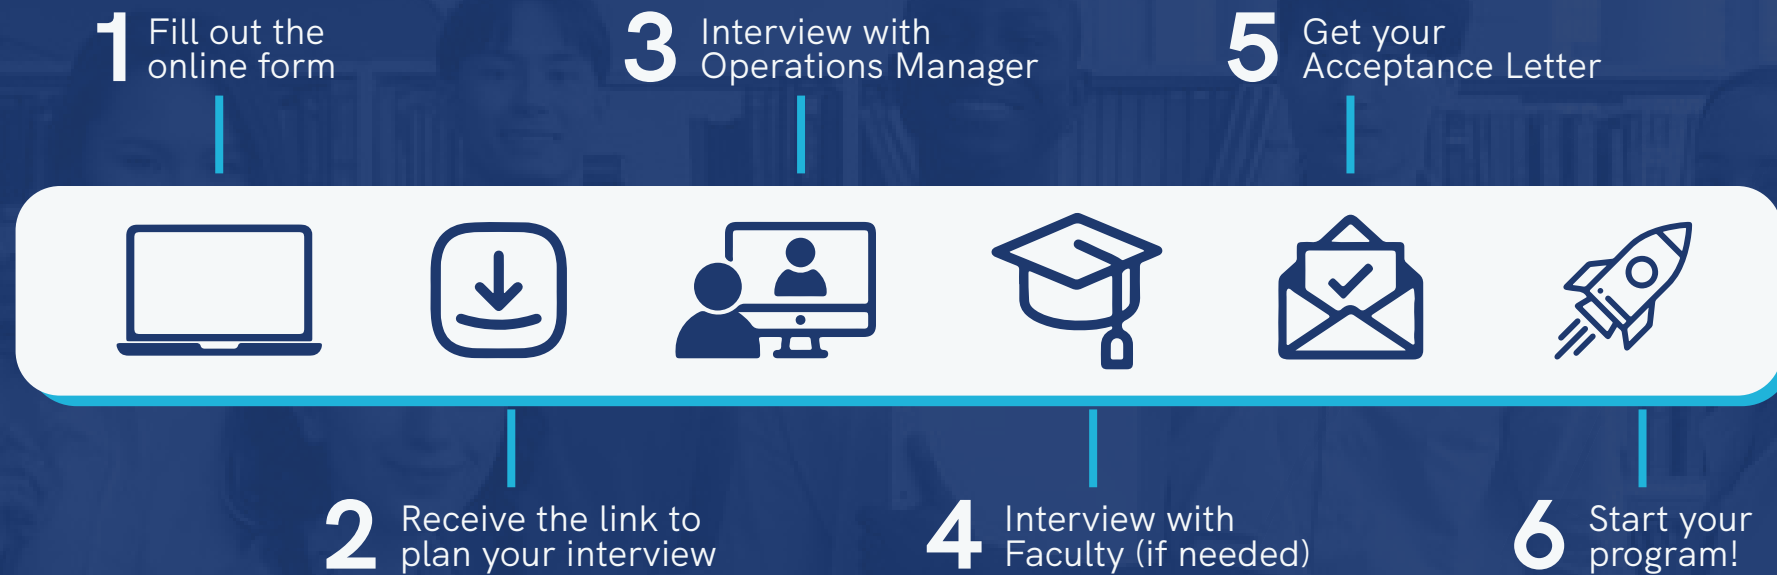 1 Fill out the
online form
2 Receive the link to
plan your interview
3 Interview with
Operations Manager
4 Interview with
Faculty (if needed)
5 Get your
Acceptance Letter
6 Start your
program!